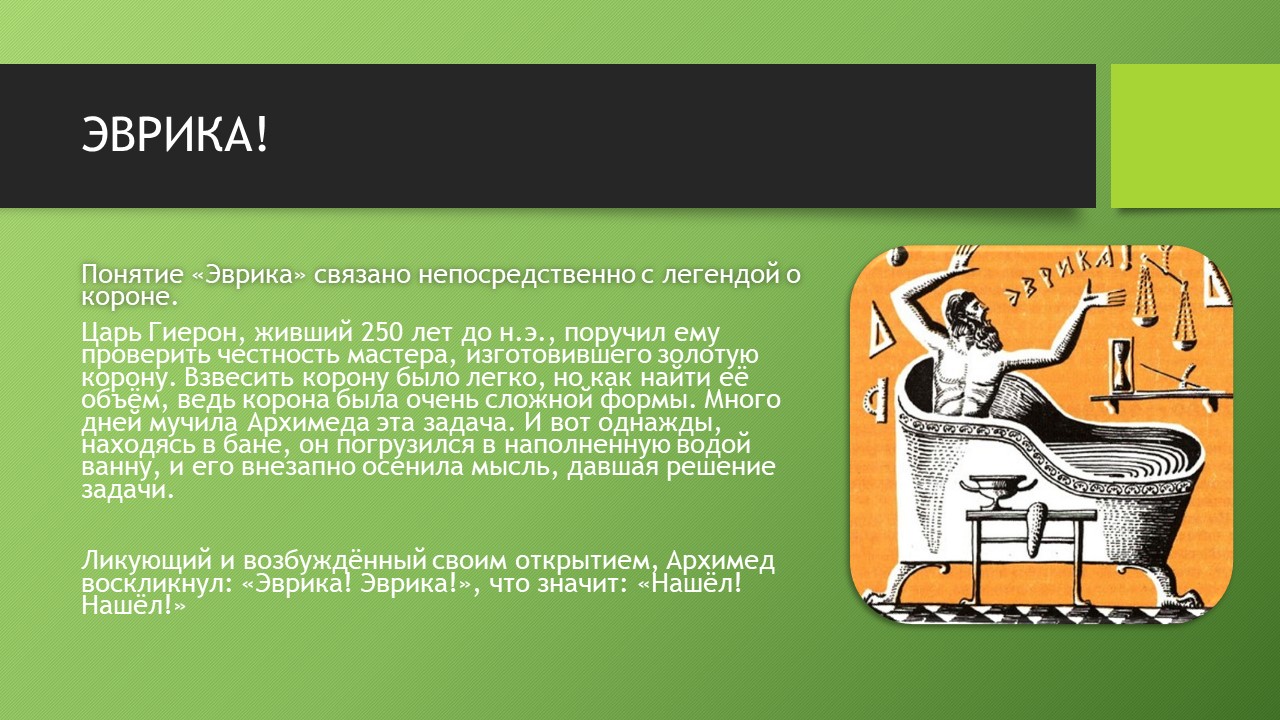 ЭВРИКА!
Понятие «Эврика» связано непосредственно с легендой о
короне.
Царь Гиерон, живший 250 лет до н.э., поручил ему
проверить честность мастера, изготовившего золотую
корону. Взвесить корону было легко, но как найти её
объём, ведь корона была очень сложной формы. Много
дней мучила Архимеда эта задача. И вот однажды,
находясь в бане, он погрузился в наполненную водой
ванну, и его внезапно осенила мысль, давшая решение
задачи.
Ликующий и возбуждённый своим открытием, Архимед
воскликнул: «Эврика! Эврика!», что значит: «Нашёл!
Нашёл!»
ЭВРИКА!